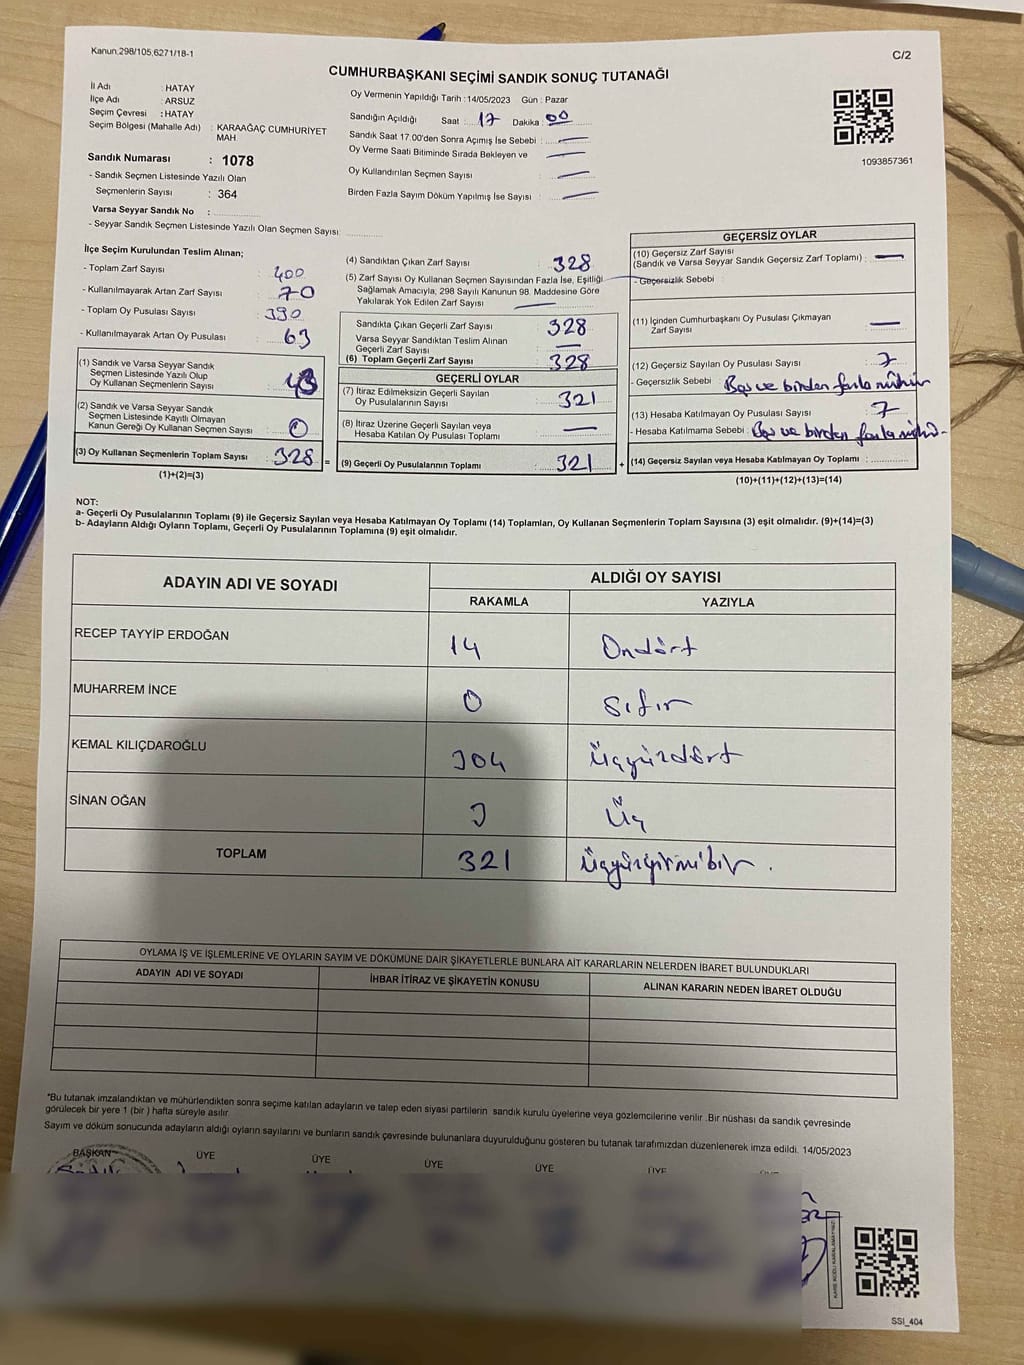 Kanun.298/105,6271/18-1
C/2
CUMHURBAŞKANI SEÇİMİ SANDIK SONUÇ TUTANAĞI
İl Adı : HATAY
İlçe Adı : ARSUZ
Seçim Çevresi : HATAY
Seçim Bölgesi (Mahalle Adı) : KARAAĞAÇ CUMHURİYET
MAH.
Sandık Numarası : 1078
- Sandık Seçmen Listesinde Yazılı Olan
Seçmenlerin Sayısı : 364
Varsa Seyyar Sandık No :
- Seyyar Sandık Seçmen Listesinde Yazılı Olan Seçmen Sayısı:
Oy Vermenin Yapıldığı Tarih : 14/05/2023 Gün : Pazar
Sandığın Açıldığı Saat : 17 Dakika : 00
Sandık Saat 17.00'den Sonra Açımış İse Sebebi :
Oy Verme Saati Bitiminde Sırada Bekleyen ve
Oy Kullandırılan Seçmen Sayısı :
Birden Fazla Sayım Döküm Yapılmış İse Sayısı :
1093857361
İlçe Seçim Kurulundan Teslim Alınan;
- Toplam Zarf Sayısı : 400
- Kullanılmayarak Artan Zarf Sayısı : 70
- Toplam Oy Pusulası Sayısı : 390
- Kullanılmayarak Artan Oy Pusulası : 63
(1) Sandık ve Varsa Seyyar Sandık
Seçmen Listesinde Yazılı Olup
Oy Kullanan Seçmenlerin Sayısı :
(2) Sandık ve Varsa Seyyar Sandık
Seçmen Listesinde Kayıtlı Olmayan
Kanun Gereği Oy Kullanan Seçmen Sayısı : 0
(3) Oy Kullanan Seçmenlerin Toplam Sayısı : 328 =
(1)+(2)=(3)
(4) Sandıktan Çıkan Zarf Sayısı : 328
(5) Zarf Sayısı Oy Kullanan Seçmen Sayısından Fazla İse, Eşitliği
Sağlamak Amacıyla, 298 Sayılı Kanunun 98. Maddesine Göre
Yakılarak Yok Edilen Zarf Sayısı :
Sandıkta Çıkan Geçerli Zarf Sayısı : 328
Varsa Seyyar Sandıktan Teslim Alınan
Geçerli Zarf Sayısı :
(6) Toplam Geçerli Zarf Sayısı : 328
GEÇERLİ OYLAR
(7) İtiraz Edilmeksizin Geçerli Sayılan
Oy Pusulalarının Sayısı : 321
(8) İtiraz Üzerine Geçerli Sayılan veya
Hesaba Katılan Oy Pusulası Toplamı :
(9) Geçerli Oy Pusulalarının Toplamı : 321 +
GEÇERSİZ OYLAR
(10) Geçersiz Zarf Sayısı
(Sandık ve Varsa Seyyar Sandık Geçersiz Zarf Toplamı) :
- Geçersizlik Sebebi :
(11) İçinden Cumhurbaşkanı Oy Pusulası Çıkmayan
Zarf Sayısı :
(12) Geçersiz Sayılan Oy Pusulası Sayısı : 7
- Geçersizlik Sebebi : Boş ve birden fazla mühür
(13) Hesaba Katılmayan Oy Pusulası Sayısı : 7
- Hesaba Katılmama Sebebi : Boş ve birden fazla mühür
(14) Geçersiz Sayılan veya Hesaba Katılmayan Oy Toplamı :
(10)+(11)+(12)+(13)=(14)
NOT:
a- Geçerli Oy Pusulalarının Toplamı (9) ile Geçersiz Sayılan veya Hesaba Katılmayan Oy Toplamı (14) Toplamları, Oy Kullanan Seçmenlerin Toplam Sayısına (3) eşit olmalıdır. (9)+(14)=(3)
b- Adayların Aldığı Oyların Toplamı, Geçerli Oy Pusulalarının Toplamına (9) eşit olmalıdır.
ADAYIN ADI VE SOYADI ALDIĞI OY SAYISI
RAKAMLA YAZIYLA
RECEP TAYYİP ERDOĞAN 14 Ondört
MUHARREM İNCE 0 Sıfır
KEMAL KILIÇDAROĞLU 304 Üçyüzdört
SİNAN OĞAN 3 Üç
TOPLAM 321 Üçyüzyirmibir.
OYLAMA İŞ VE İŞLEMLERİNE VE OYLARIN SAYIM VE DÖKÜMÜNE DAİR ŞİKAYETLERLE BUNLARA AİT KARARLARIN NELERDEN İBARET BULUNDUKLARI
ADAYIN ADI VE SOYADI İHBAR İTİRAZ VE ŞİKAYETİN KONUSU ALINAN KARARIN NEDEN İBARET OLDUĞU
*Bu tutanak imzalandıktan ve mühürlendikten sonra seçime katılan adayların ve talep eden siyasi partilerin sandık kurulu üyelerine veya gözlemcilerine verilir .Bir nüshası da sandık çevresinde
görülecek bir yere 1 (bir ) hafta süreyle asılır.
Sayım ve döküm sonucunda adayların aldığı oyların sayılarını ve bunların sandık çevresinde bulunanlara duyurulduğunu gösteren bu tutanak tarafımızdan düzenlenerek imza edildi. 14/05/2023
BAŞKAN ÜYE ÜYE ÜYE ÜYE ÜYE
KARE KODU KARALAMAYINIZ!
SSI_404